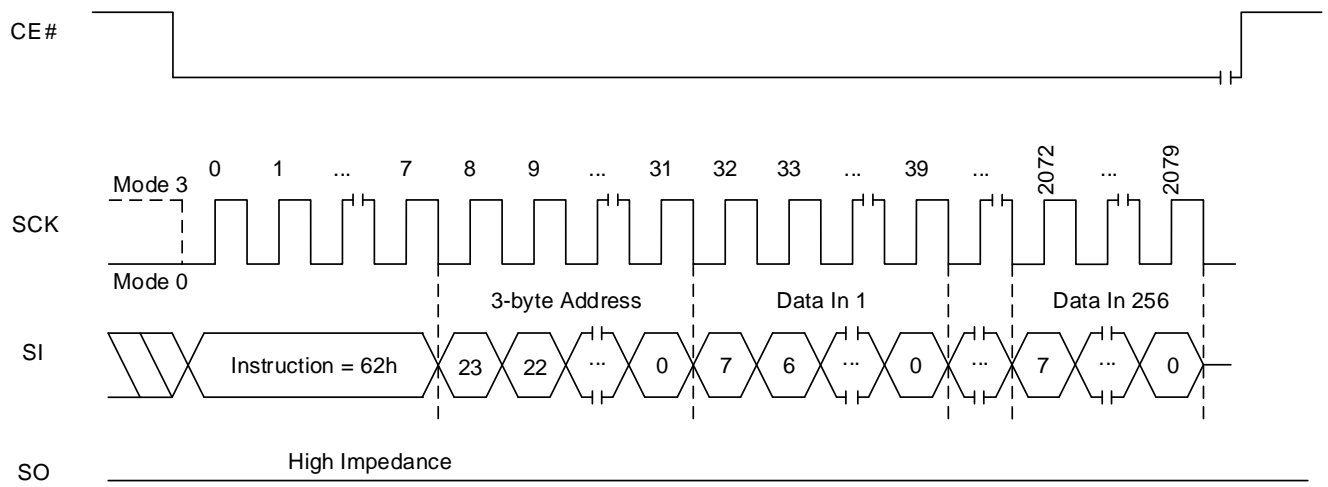 CE#
0 1 ... 7 8 9 ... 31 32 33 ... 39 ... 2072 ... 2079
Mode 3
SCK
Mode 0
3-byte Address Data In 1 Data In 256
SI Instruction = 62h 23 22 ... 0 7 6 ... 0 ... 7 ... 0
High Impedance
SO